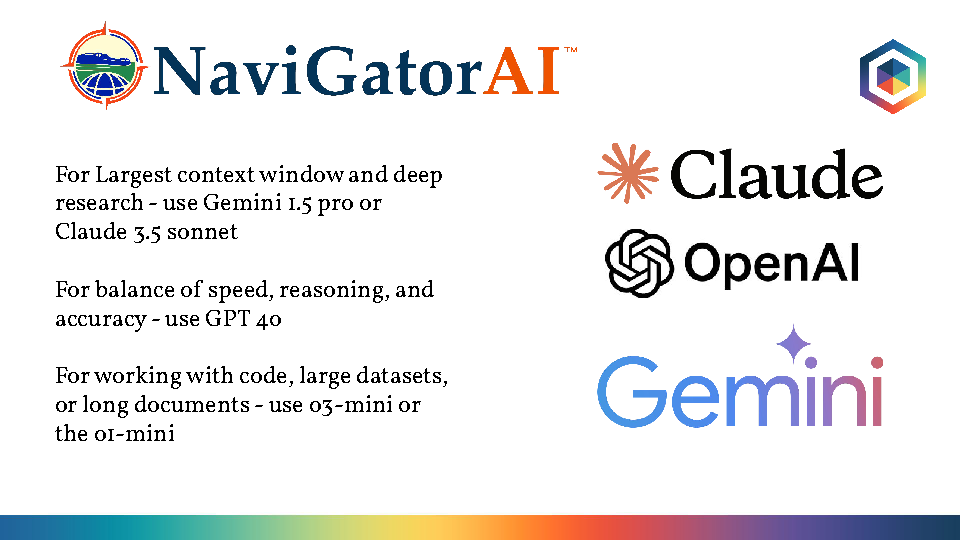 NaviGatorAI™
For Largest context window and deep
research - use Gemini 1.5 pro or
Claude 3.5 sonnet
For balance of speed, reasoning, and
accuracy - use GPT 4o
For working with code, large datasets,
or long documents - use o3-mini or
the o1-mini
Claude
OpenAI
Gemini